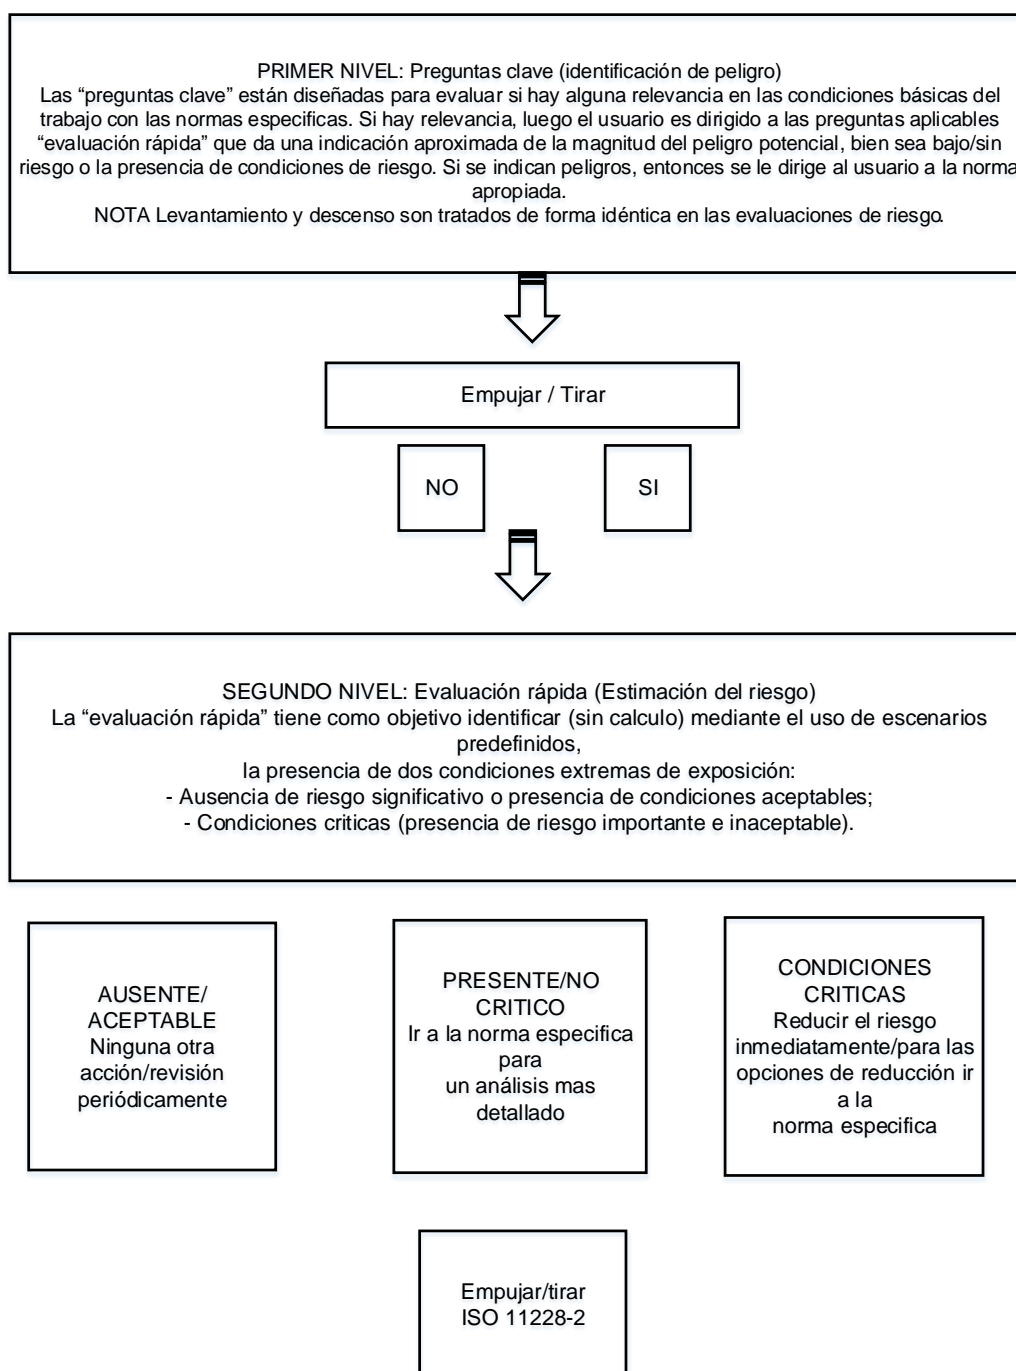 PRIMER NIVEL: Preguntas clave (identificación de peligro)
Las “preguntas clave” están diseñadas para evaluar si hay alguna relevancia en las condiciones básicas del
trabajo con las normas especificas. Si hay relevancia, luego el usuario es dirigido a las preguntas aplicables
“evaluación rápida” que da una indicación aproximada de la magnitud del peligro potencial, bien sea bajo/sin
riesgo o la presencia de condiciones de riesgo. Si se indican peligros, entonces se le dirige al usuario a la norma
apropiada.
NOTA Levantamiento y descenso son tratados de forma idéntica en las evaluaciones de riesgo.
Empujar / Tirar
NO
SI
SEGUNDO NIVEL: Evaluación rápida (Estimación del riesgo)
La “evaluación rápida” tiene como objetivo identificar (sin calculo) mediante el uso de escenarios
predefinidos,
la presencia de dos condiciones extremas de exposición:
- Ausencia de riesgo significativo o presencia de condiciones aceptables;
- Condiciones criticas (presencia de riesgo importante e inaceptable).
AUSENTE/
ACEPTABLE
Ninguna otra
acción/revisión
periódicamente
PRESENTE/NO
CRITICO
Ir a la norma especifica
para
un análisis mas
detallado
CONDICIONES
CRITICAS
Reducir el riesgo
inmediatamente/para las
opciones de reducción ir
a la
norma especifica
Empujar/tirar
ISO 11228-2